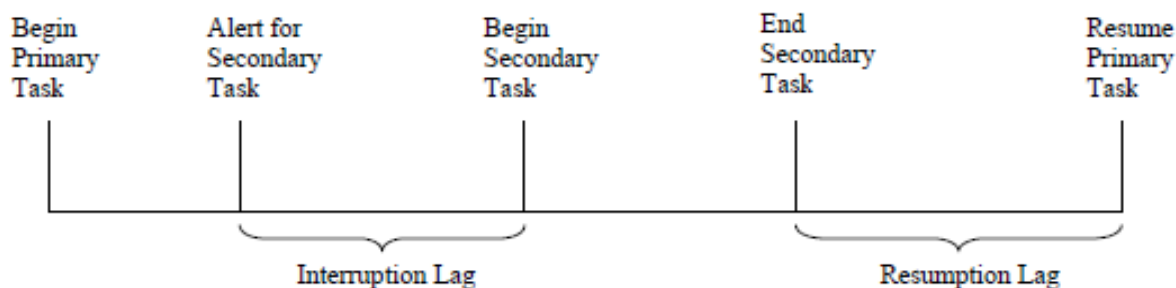 Begin
Primary
Task
Alert for
Secondary
Task
Begin
Secondary
Task
End
Secondary
Task
Resume
Primary
Task
Interruption Lag
Resumption Lag